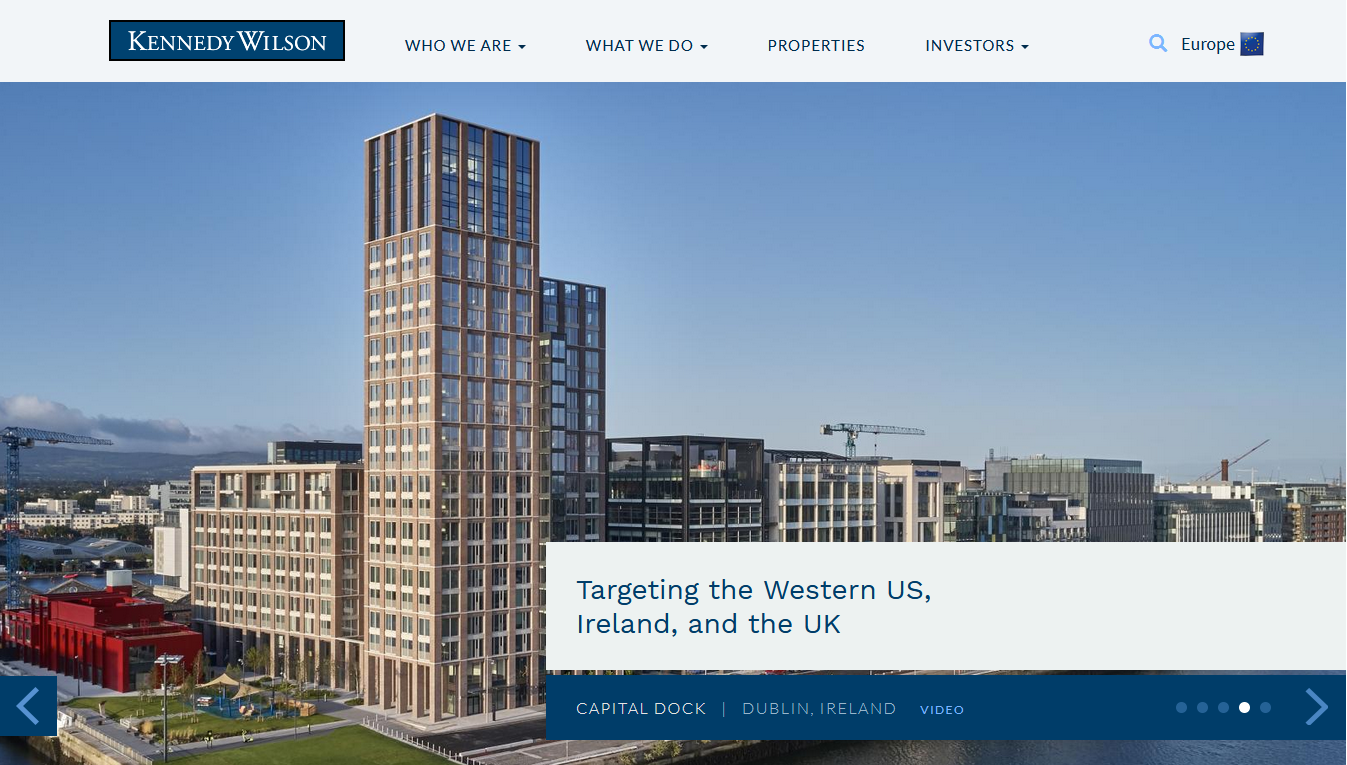 KENNEDY WILSON
WHO WE ARE
WHAT WE DO
PROPERTIES
INVESTORS
Europe
Targeting the Western US,
Ireland, and the UK
CAPITAL DOCK | DUBLIN, IRELAND VIDEO